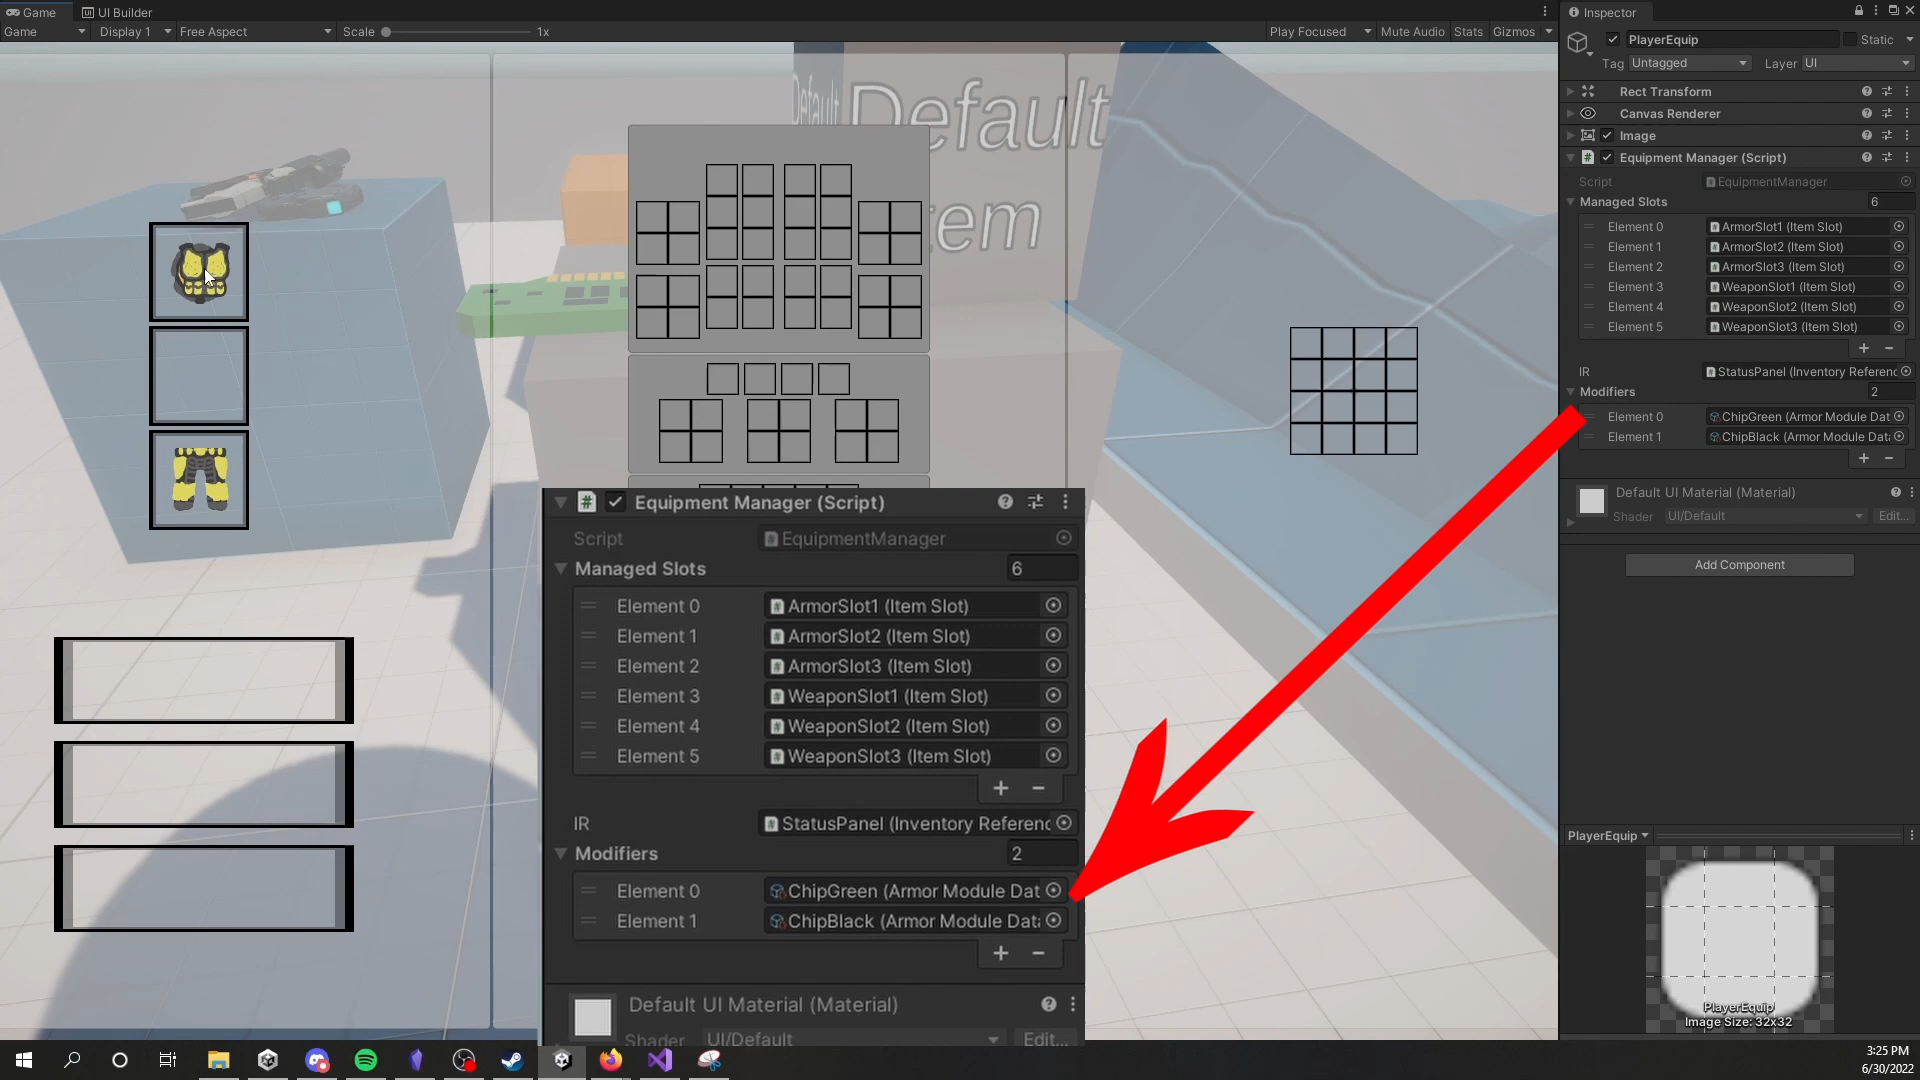 Game
UI Builder
Game
Display 1
Free Aspect
Scale
1x
Play Focused
Mute Audio
Stats
Gizmos
Default
Default
Item
Equipment Manager (Script)
Script
EquipmentManager
Managed Slots
6
Element 0
ArmorSlot1 (Item Slot)
Element 1
ArmorSlot2 (Item Slot)
Element 2
ArmorSlot3 (Item Slot)
Element 3
WeaponSlot1 (Item Slot)
Element 4
WeaponSlot2 (Item Slot)
Element 5
WeaponSlot3 (Item Slot)
IR
StatusPanel (Inventory Referenc
Modifiers
2
Element 0
ChipGreen (Armor Module Dat
Element 1
ChipBlack (Armor Module Dat
Default UI Material (Material)
Shader
UI/Default
Edit...
Inspector
PlayerEquip
Static
Tag
Untagged
Layer
UI
Rect Transform
Canvas Renderer
Image
Equipment Manager (Script)
Script
EquipmentManager
Managed Slots
6
Element 0
ArmorSlot1 (Item Slot)
Element 1
ArmorSlot2 (Item Slot)
Element 2
ArmorSlot3 (Item Slot)
Element 3
WeaponSlot1 (Item Slot)
Element 4
WeaponSlot2 (Item Slot)
Element 5
WeaponSlot3 (Item Slot)
IR
StatusPanel (Inventory Referenc
Modifiers
2
Element 0
ChipGreen (Armor Module Dat
Element 1
ChipBlack (Armor Module Dat
Default UI Material (Material)
Shader
UI/Default
Edit...
Add Component
PlayerEquip
PlayerEquip
Image Size: 32x32
3:25 PM
6/30/2022